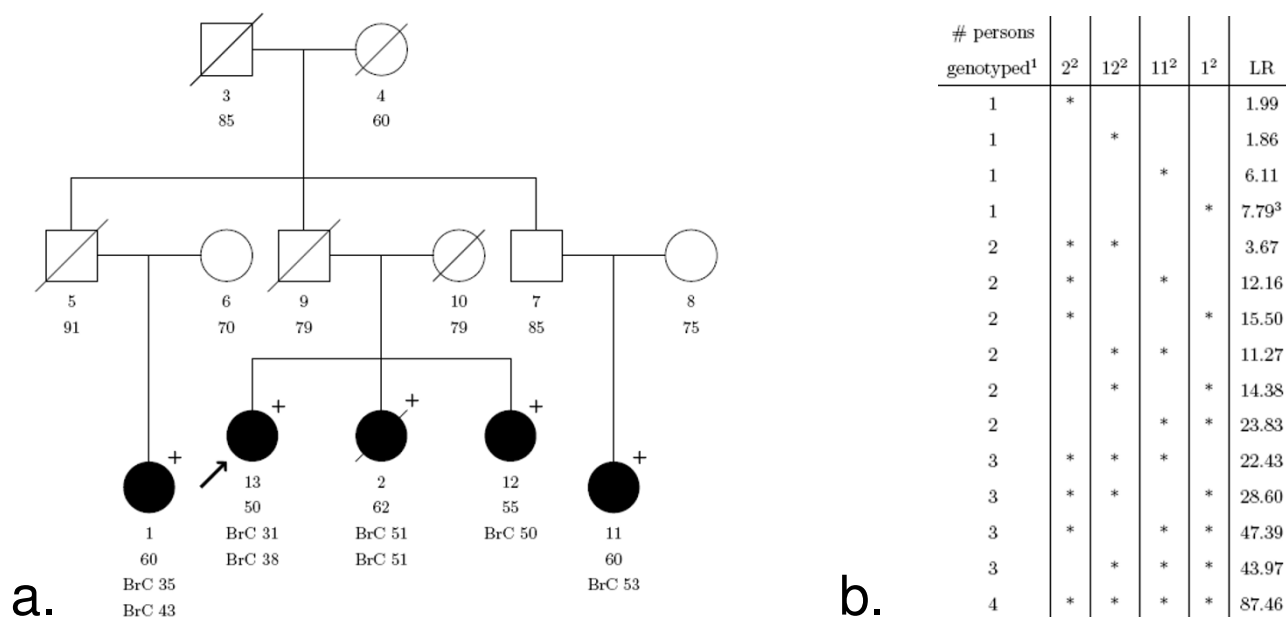 3 4
85 60
5 6 9 10 7 8
91 70 79 79 85 75
+ + +
+ +
13 2 12
50 62 55
1 11
BrC 31 BrC 51 BrC 50
60 60
BrC 38 BrC 51
BrC 35 BrC 53
BrC 43
a.
# persons
genotyped¹ 2² 12² 11² 1² LR
1 * 1.99
1 * 1.86
1 * 6.11
1 * 7.79³
2 * * 3.67
2 * * 12.16
2 * * 15.50
2 * * 11.27
2 * * 14.38
2 * * 23.83
3 * * * 22.43
3 * * * 28.60
3 * * * 47.39
3 * * * 43.97
4 * * * * 87.46
b.